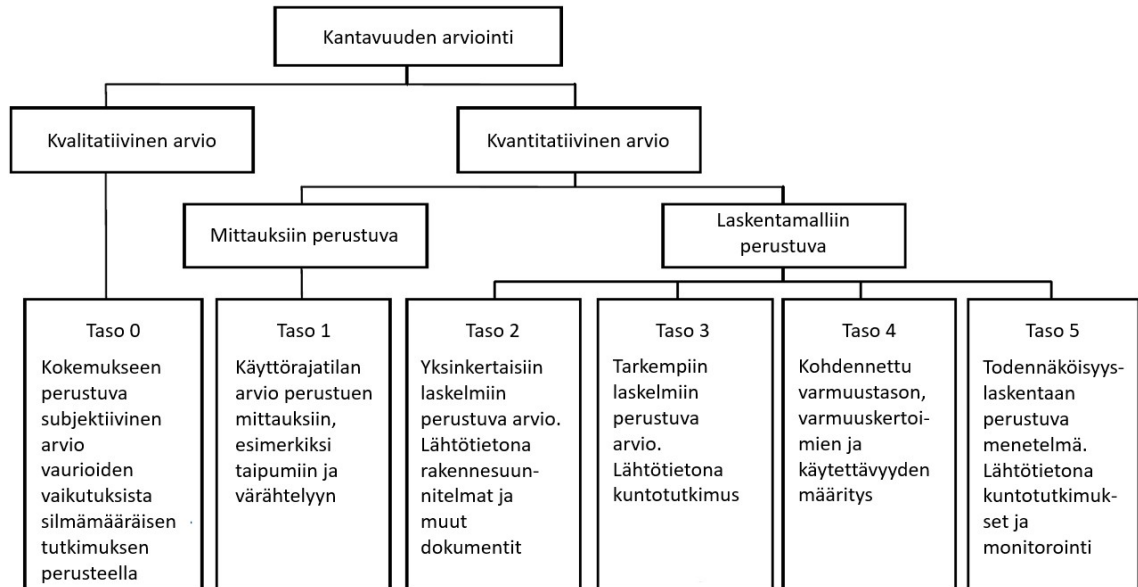 Kantavuuden arviointi
Kvalitatiivinen arvio
Kvantitatiivinen arvio
Mittauksiin perustuva
Laskentamalliin
perustuva
Taso 0
Kokemukseen
perustuva
subjektiivinen
arvio
vaurioiden
vaikutuksista
silmämääräisen
tutkimuksen
perusteella
Taso 1
Käyttörajatilan
arvio perustuen
mittauksiin,
esimerkiksi
taipumiin ja
värähtelyyn
Taso 2
Yksinkertaisiin
laskelmiin
perustuva arvio.
Lähtötietona
rakennesuun-
nitelmat ja
muut
dokumentit
Taso 3
Tarkempiin
laskelmiin
perustuva
arvio.
Lähtötietona
kuntotutkimus
Taso 4
Kohdennettu
varmuustason,
varmuuskertoi-
mien ja
käytettävyyden
määritys
Taso 5
Todennäköisyys-
laskentaan
perustuva
menetelmä.
Lähtötietona
kuntotutkimuk-
set ja
monitorointi